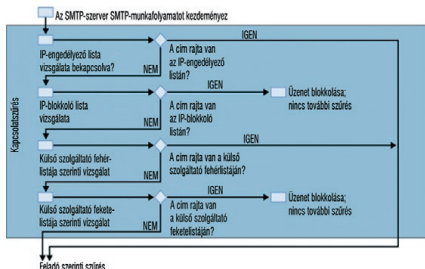 Az SMTP-szerver SMTP-munkafolyamatot kezdeményez
Kapcsolatszűrés
IGEN
IP-engedélyező lista
vizsgálata bekapcsolva?
NEM
A cím rajta van
az IP-engedélyező
listán?
IGEN
IP-blokkoló lista
vizsgálata
NEM
A cím rajta van
az IP-blokkoló
listán?
Üzenet blokkolása;
nincs további szűrés
IGEN
Külső szolgáltató fehér-
listája szerinti vizsgálat
NEM
A cím rajta van a külső
szolgáltató fehérlistáján?
IGEN
Külső szolgáltató fekete-
listája szerinti vizsgálat
NEM
A cím rajta van
a külső szolgáltató
feketelistáján?
Üzenet blokkolása;
nincs további szűrés
Feladó szerinti szűrés